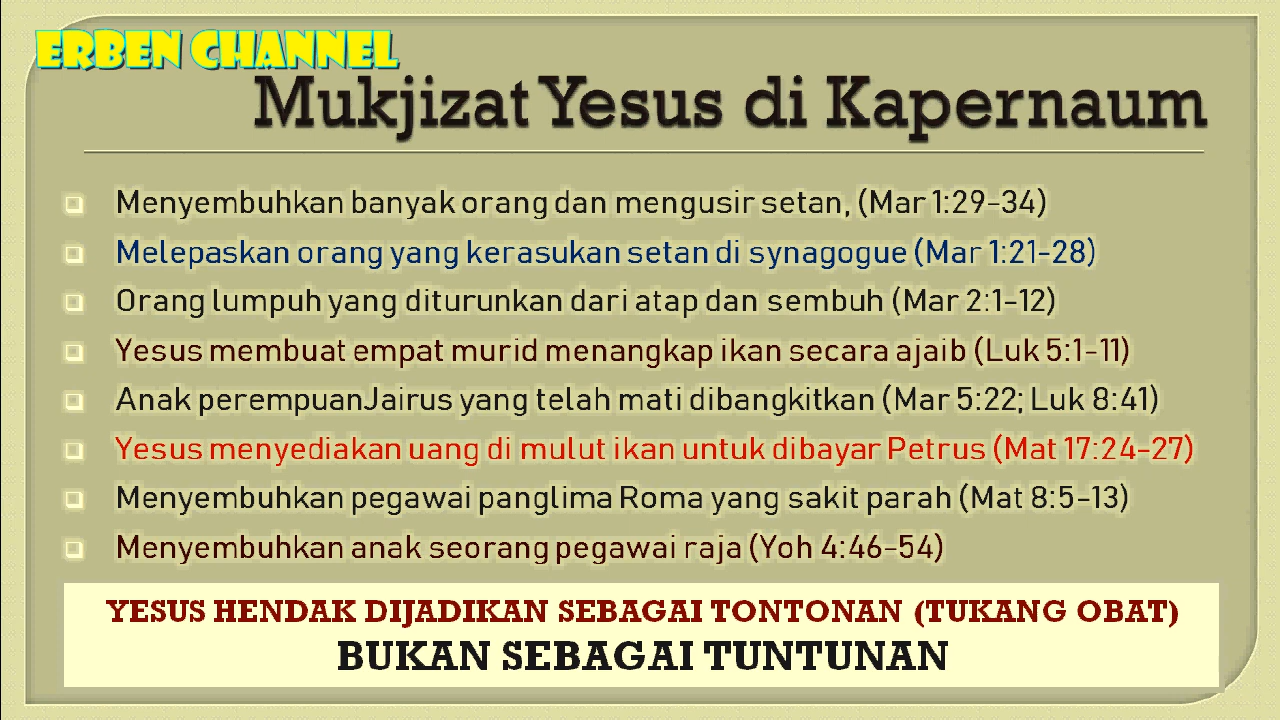 ERBEN CHANNEL
Mukjizat Yesus di Kapernaum
Menyembuhkan banyak orang dan mengusir setan, (Mar 1:29-34)
Melepaskan orang yang kerasukan setan di synagogue (Mar 1:21-28)
Orang lumpuh yang diturunkan dari atap dan sembuh (Mar 2:1-12)
Yesus membuat empat murid menangkap ikan secara ajaib (Luk 5:1-11)
Anak perempuanJairus yang telah mati dibangkitkan (Mar 5:22; Luk 8:41)
Yesus menyediakan uang di mulut ikan untuk dibayar Petrus (Mat 17:24-27)
Menyembuhkan pegawai panglima Roma yang sakit parah (Mat 8:5-13)
Menyembuhkan anak seorang pegawai raja (Yoh 4:46-54)
YESUS HENDAK DIJADIKAN SEBAGAI TONTONAN (TUKANG OBAT)
BUKAN SEBAGAI TUNTUNAN